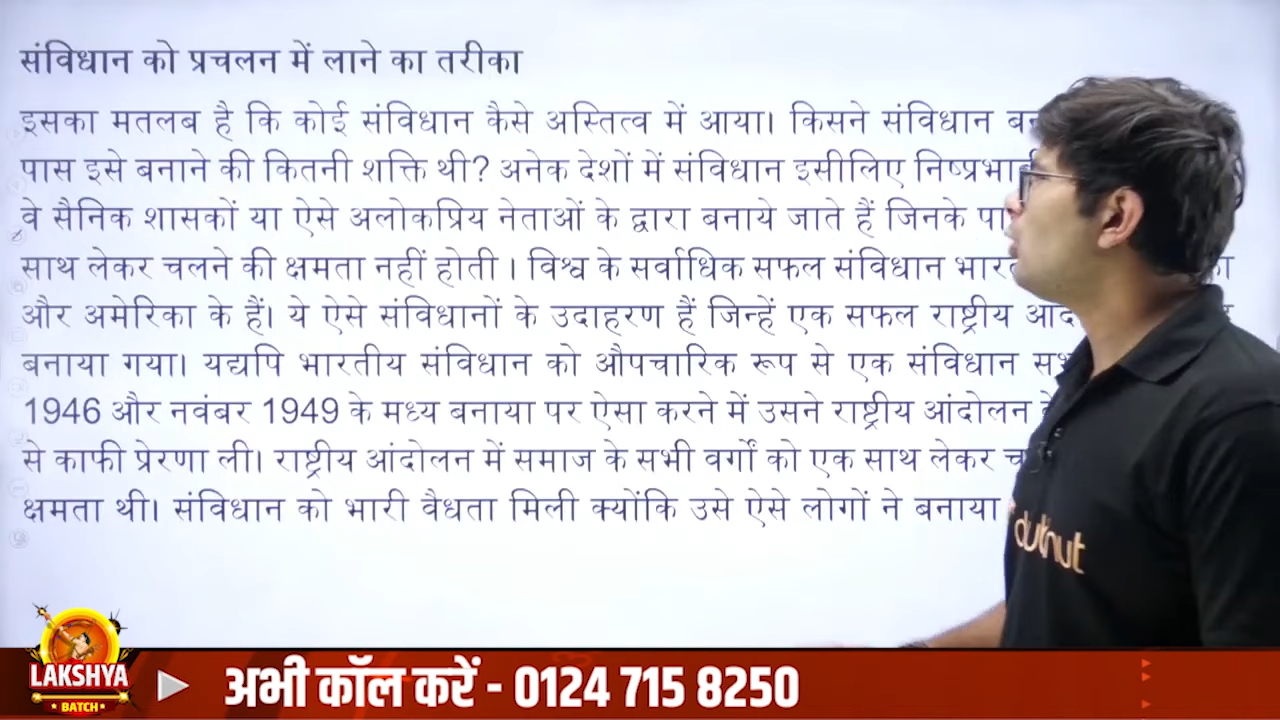 संविधान को प्रचलन में लाने का तरीका
इसका मतलब है कि कोई संविधान कैसे अस्तित्व में आया। किसने संविधान
पास इसे बनाने की कितनी शक्ति थी? अनेक देशों में संविधान इसीलिए
वे सैनिक शासकों या ऐसे अलोकप्रिय नेताओं के द्वारा बनाये जाते हैं जिनके
साथ लेकर चलने की क्षमता नहीं होती । विश्व के सर्वाधिक सफल संविधान
और अमेरिका के हैं। ये ऐसे संविधानों के उदाहरण हैं जिन्हें एक सफल राष्ट्रीय
बनाया गया। यद्यपि भारतीय संविधान को औपचारिक रूप से एक संविधान
1946 और नवंबर 1949 के मध्य बनाया पर ऐसा करने में उसने राष्ट्रीय आंदोलन
से काफी प्रेरणा ली। राष्ट्रीय आंदोलन में समाज के सभी वर्गों को एक साथ लेकर
क्षमता थी। संविधान को भारी वैधता मिली क्योंकि उसे ऐसे लोगों ने बनाया
LAKSHYA
BATCH
अभी कॉल करें - 0124 715 8250